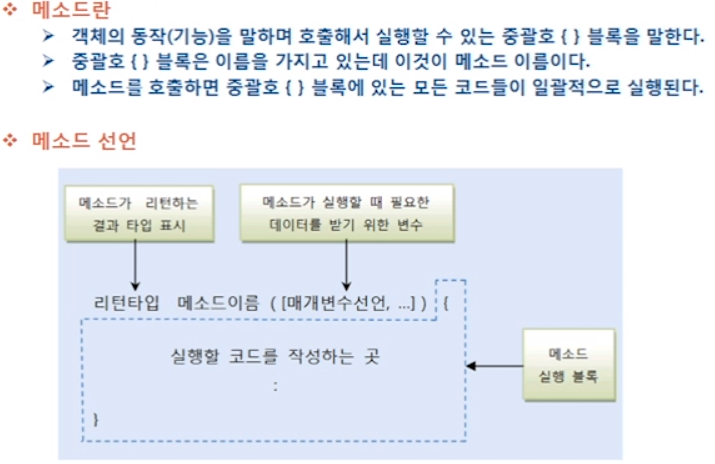 메소드란
객체의 동작(기능)을 말하며 호출해서 실행할 수 있는 중괄호 { } 블록을 말한다.
중괄호 { } 블록은 이름을 가지고 있는데 이것이 메소드 이름이다.
메소드를 호출하면 중괄호 { } 블록에 있는 모든 코드들이 일괄적으로 실행된다.
메소드 선언
메소드가 리턴하는
결과 타입 표시
메소드가 실행할 때 필요한
데이터를 받기 위한 변수
리턴타입 메소드이름 ( [매개변수선언, ...] ) {
실행할 코드를 작성하는 곳
:
}
메소드
실행 블록